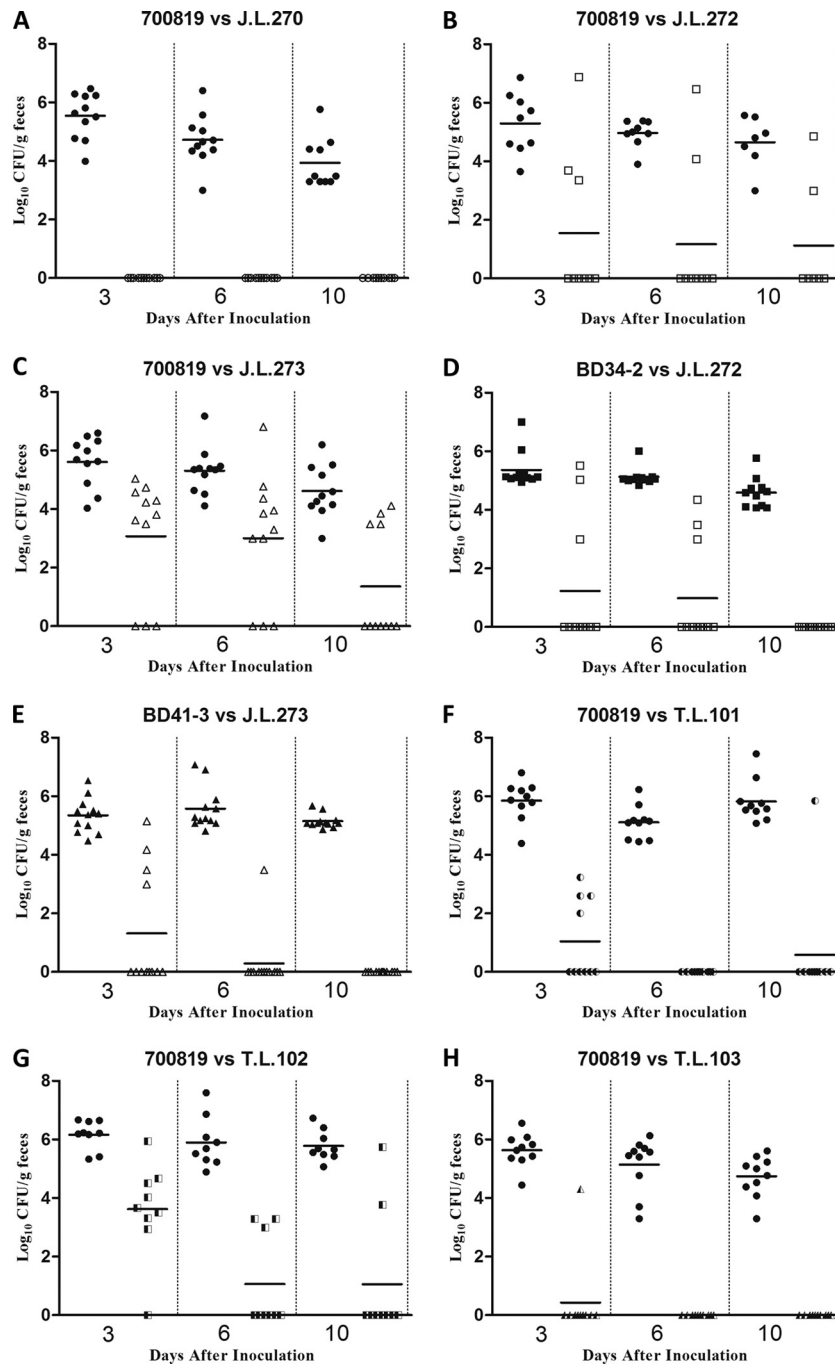 A
700819 vs J.L.270
Log10 CFU/g feces
8
6
4
2
0
3
6
10
Days After Inoculation
B
700819 vs J.L.272
Log10 CFU/g feces
8
6
4
2
0
3
6
10
Days After Inoculation
C
700819 vs J.L.273
Log10 CFU/g feces
8
6
4
2
0
3
6
10
Days After Inoculation
D
BD34-2 vs J.L.272
Log10 CFU/g feces
8
6
4
2
0
3
6
10
Days After Inoculation
E
BD41-3 vs J.L.273
Log10 CFU/g feces
8
6
4
2
0
3
6
10
Days After Inoculation
F
700819 vs T.L.101
Log10 CFU/g feces
8
6
4
2
0
3
6
10
Days After Inoculation
G
700819 vs T.L.102
Log10 CFU/g feces
8
6
4
2
0
3
6
10
Days After Inoculation
H
700819 vs T.L.103
Log10 CFU/g feces
8
6
4
2
0
3
6
10
Days After Inoculation